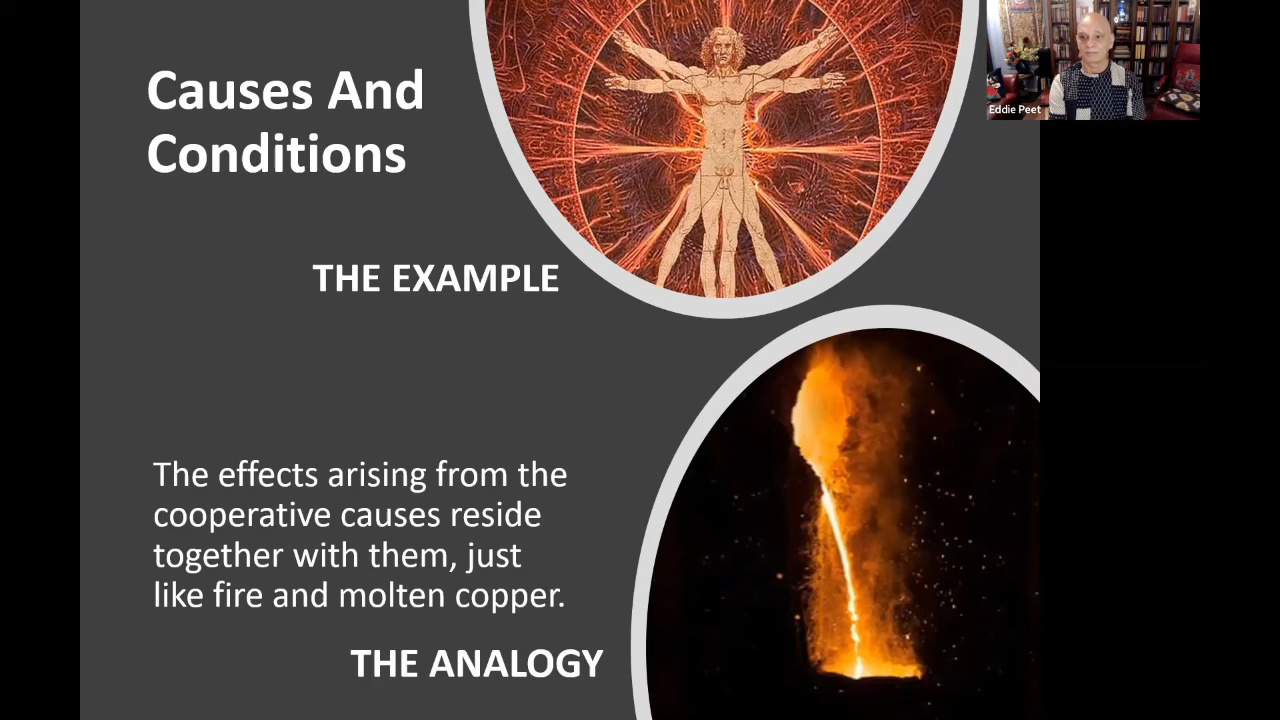 Causes And
Conditions
Eddie Peet
THE EXAMPLE
The effects arising from the
cooperative causes reside
together with them, just
like fire and molten copper.
THE ANALOGY